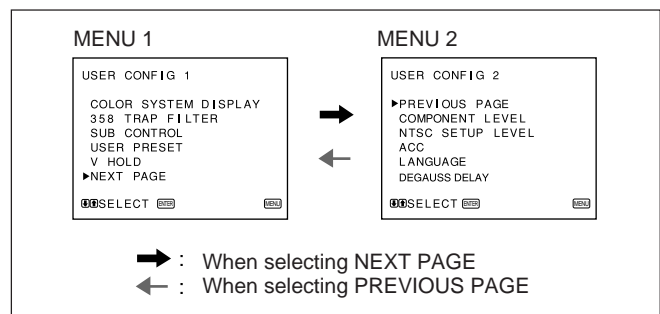 MENU 1
USER CONFIG 1
COLOR SYSTEM DISPLAY
358 TRAP FILTER
SUB CONTROL
USER PRESET
V HOLD
▶NEXT PAGE
⬇⬆SELECT ENTER MENU
MENU 2
USER CONFIG 2
▶PREVIOUS PAGE
COMPONENT LEVEL
NTSC SETUP LEVEL
ACC
LANGUAGE
DEGAUSS DELAY
⬇⬆SELECT ENTER MENU
➡ : When selecting NEXT PAGE
⬅ : When selecting PREVIOUS PAGE